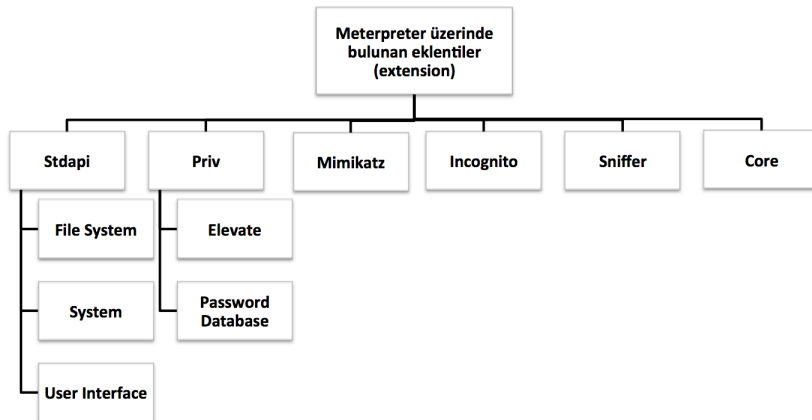 Meterpreter üzerinde
bulunan eklentiler
(extension)
Stdapi
Priv
Mimikatz
Incognito
Sniffer
Core
File System
Elevate
System
Password
Database
User Interface